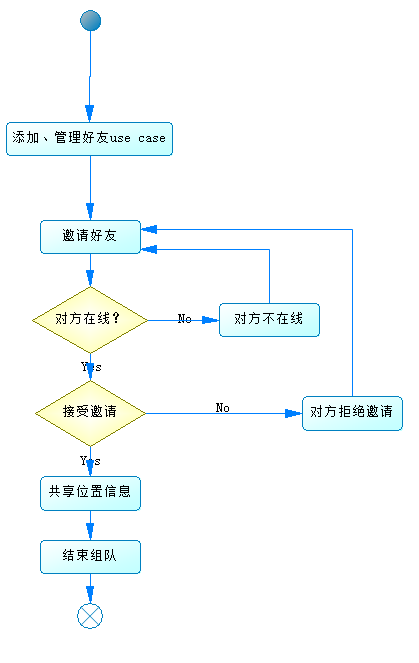 添加、管理好友use case
邀请好友
对方在线?
No
对方不在线
Yes
接受邀请
No
对方拒绝邀请
Yes
共享位置信息
结束组队